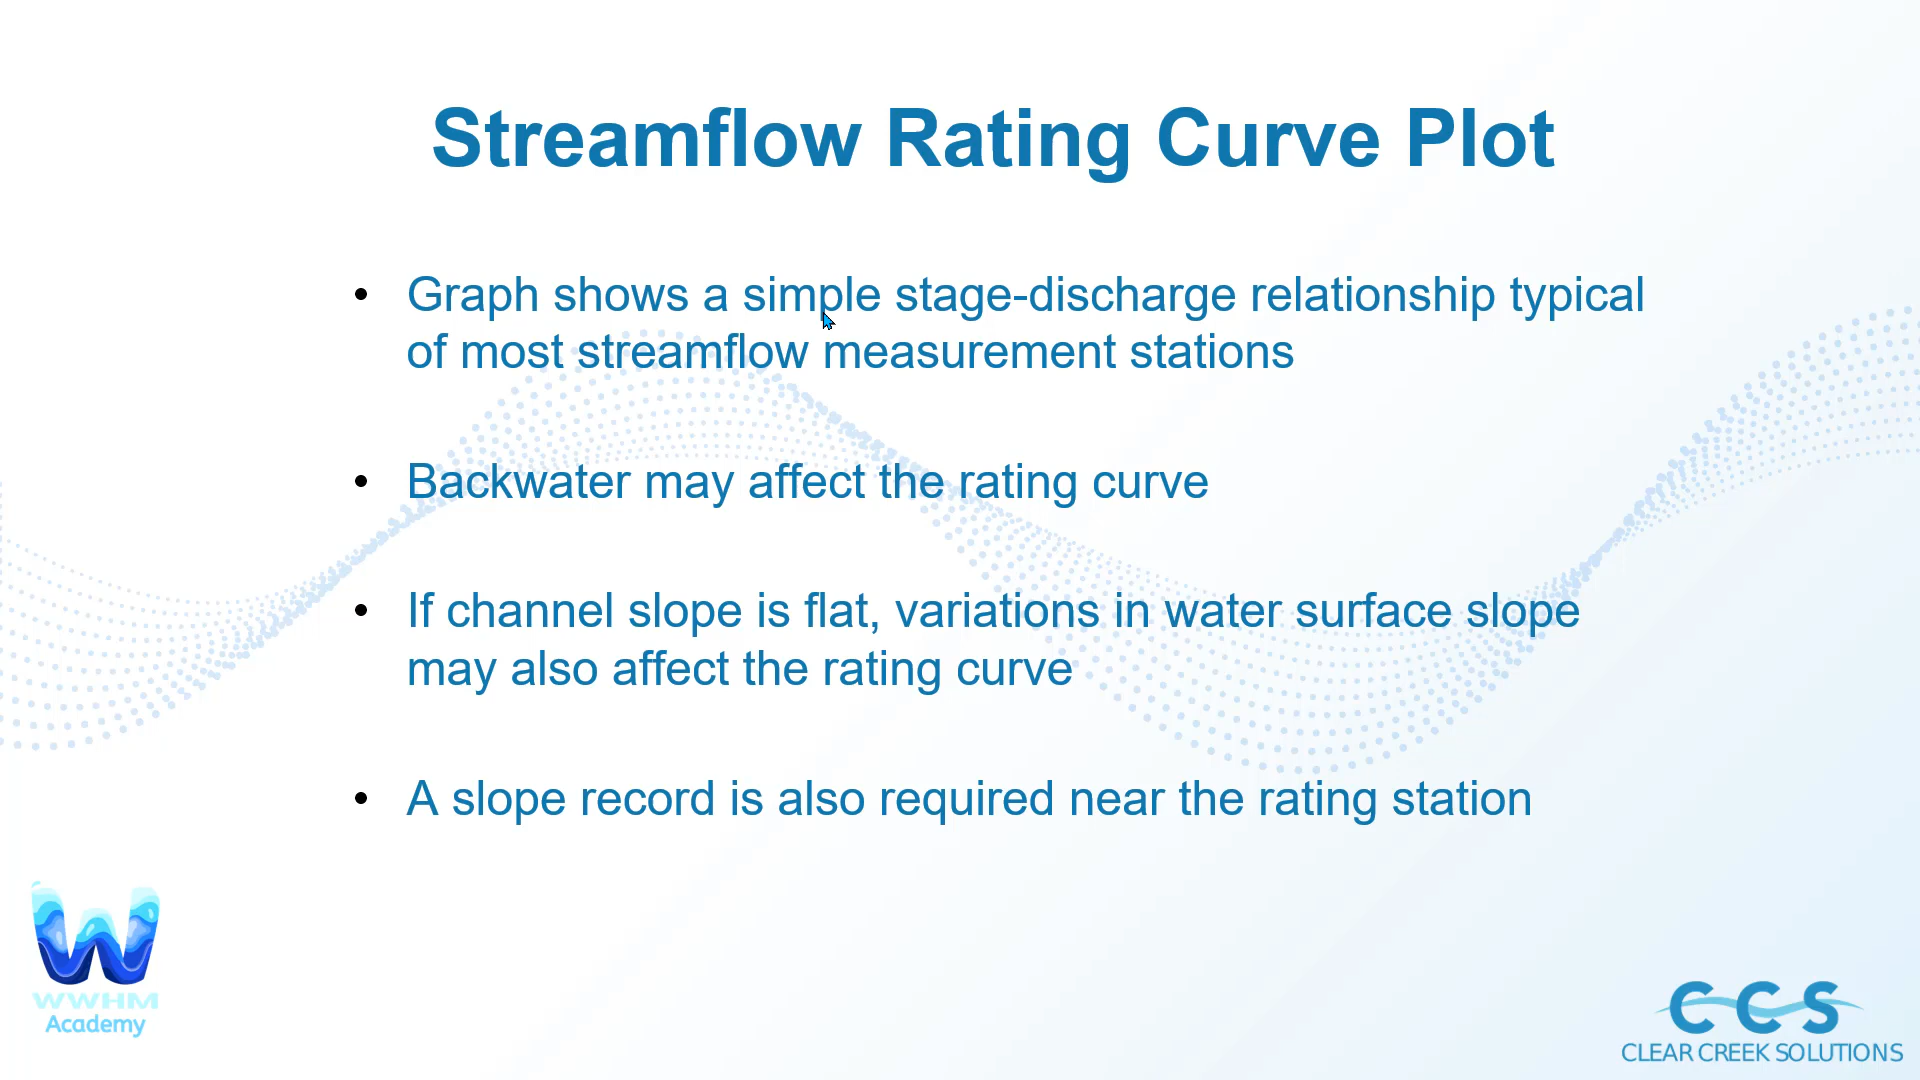 Streamflow Rating Curve Plot
• Graph shows a simple stage-discharge relationship typical
of most streamflow measurement stations
• Backwater may affect the rating curve
• If channel slope is flat, variations in water surface slope
may also affect the rating curve
• A slope record is also required near the rating station
W
WWHM
Academy
CCS
CLEAR CREEK SOLUTIONS